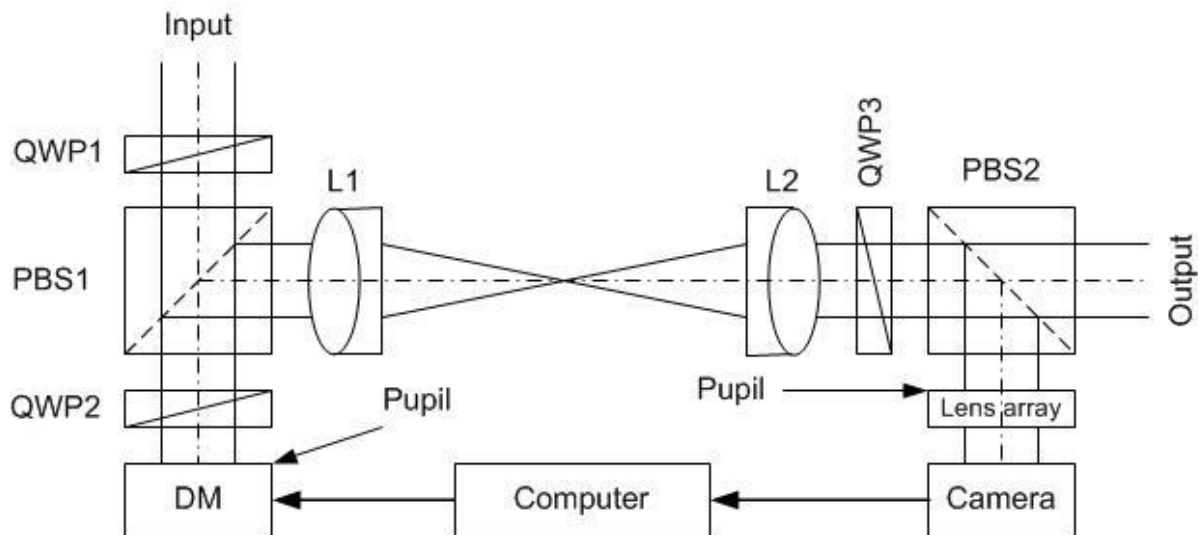 Input
QWP1
L1
L2
QWP3
PBS2
PBS1
Output
QWP2
Pupil
Pupil
Lens array
DM
Computer
Camera